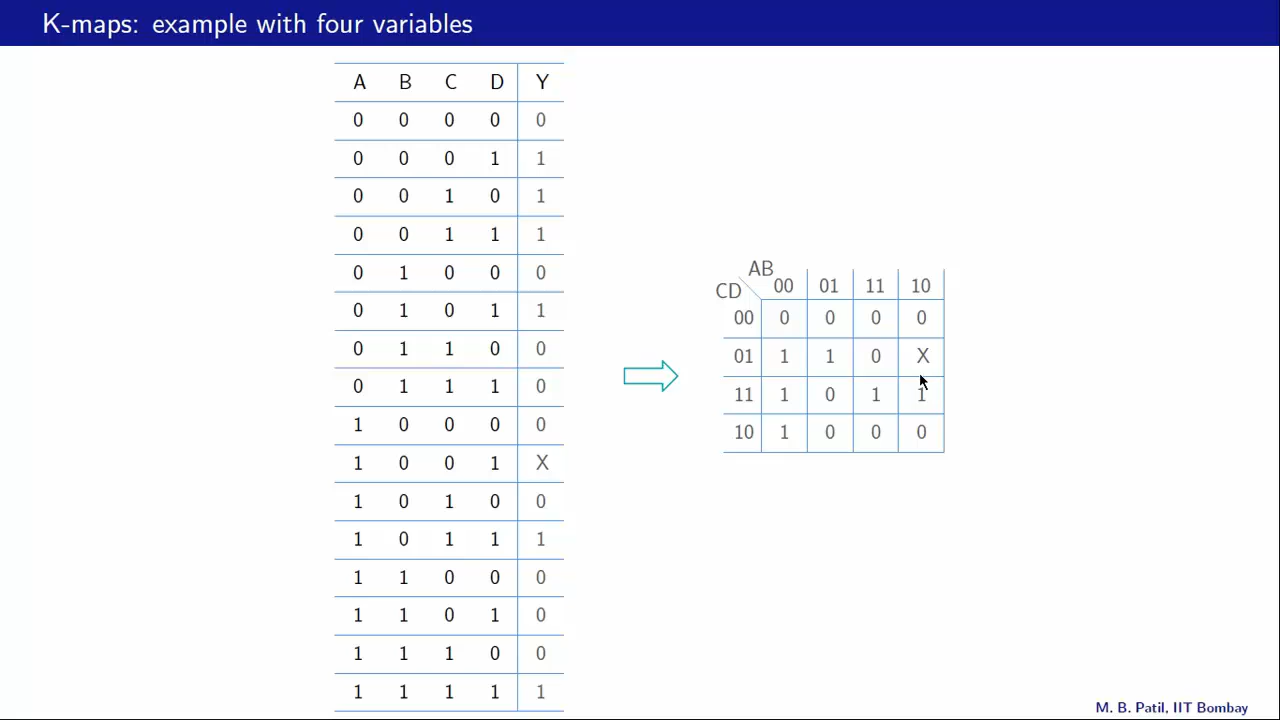 K-maps: example with four variables
A B C D Y
0 0 0 0 0
0 0 0 1 1
0 0 1 0 1
0 0 1 1 1
0 1 0 0 0
0 1 0 1 1
0 1 1 0 0
0 1 1 1 0
1 0 0 0 0
1 0 0 1 X
1 0 1 0 0
1 0 1 1 1
1 1 0 0 0
1 1 0 1 0
1 1 1 0 0
1 1 1 1 1
AB
CD 00 01 11 10
00 0 0 0 0
01 1 1 0 X
11 1 0 1 1
10 1 0 0 0
M. B. Patil, IIT Bombay